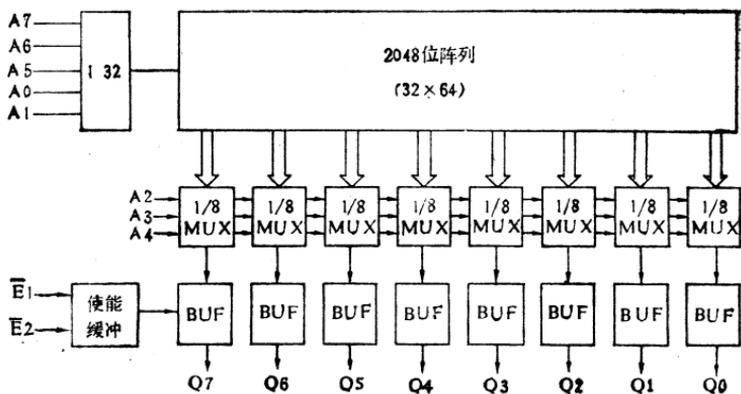 A7
A6
A5
A0
A1
1 32
2048位阵列
(32×64)
A2
A3
A4
1/8 MUX
1/8 MUX
1/8 MUX
1/8 MUX
1/8 MUX
1/8 MUX
1/8 MUX
1/8 MUX
E̅1
E̅2
使能
缓冲
BUF
BUF
BUF
BUF
BUF
BUF
BUF
BUF
Q7
Q6
Q5
Q4
Q3
Q2
Q1
Q0